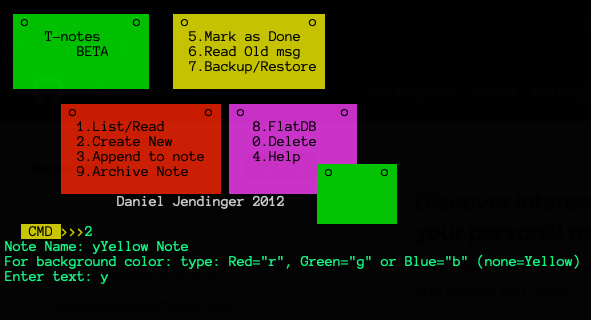 T-notes
BETA
5.Mark as Done
6.Read Old msg
7.Backup/Restore
1.List/Read
2.Create New
3.Append to note
9.Archive Note
8.FlatDB
0.Delete
4.Help
Daniel Jendinger 2012
CMD >>>2
Note Name: yYellow Note
For background color: type: Red="r", Green="g" or Blue="b" (none=Yellow)
Enter text: y